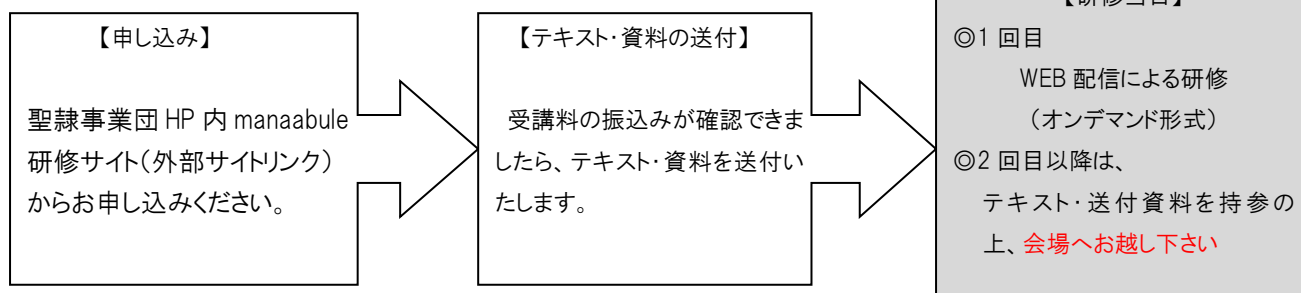 【申し込み】
聖隷事業団 HP 内 manaabule
研修サイト(外部サイトリンク)
からお申し込みください。
【テキスト・資料の送付】
受講料の振込みが確認できま
したら、テキスト・資料を送付い
たします。
【研修当日】
◎1 回目
WEB 配信による研修
(オンデマンド形式)
◎2 回目以降は、
テキスト・送付資料を持参の
上、会場へお越し下さい